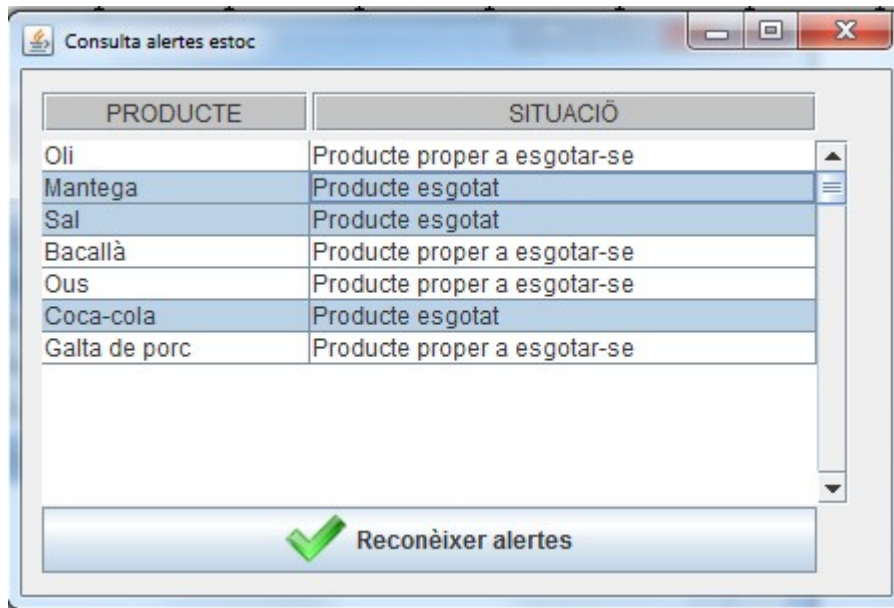 Consulta alertes estoc
PRODUCTE SITUACIÖ
Oli Producte proper a esgotar-se
Mantega Producte esgotat
Sal Producte esgotat
Bacallà Producte proper a esgotar-se
Ous Producte proper a esgotar-se
Coca-cola Producte esgotat
Galta de porc Producte proper a esgotar-se
Reconèixer alertes